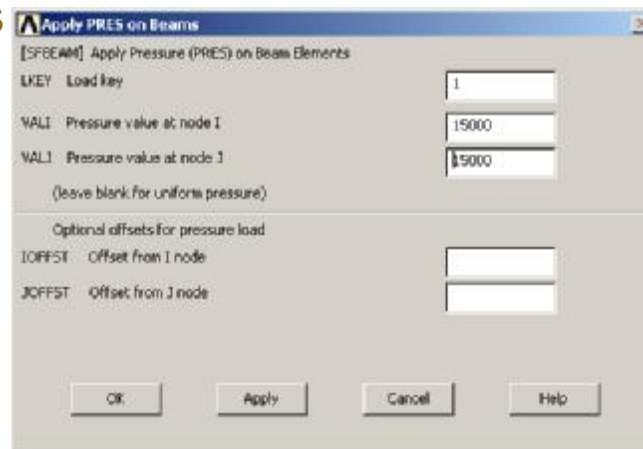 S
Apply PRES on Beams
[SFBEAM] Apply Pressure (PRES) on Beam Elements
LKEY Load key 1
VALI Pressure value at node I 15000
VALJ Pressure value at node J 15000
(leave blank for uniform pressure)
Optional offsets for pressure load
IOFFST Offset from I node
JOFFST Offset from J node
OK Apply Cancel Help